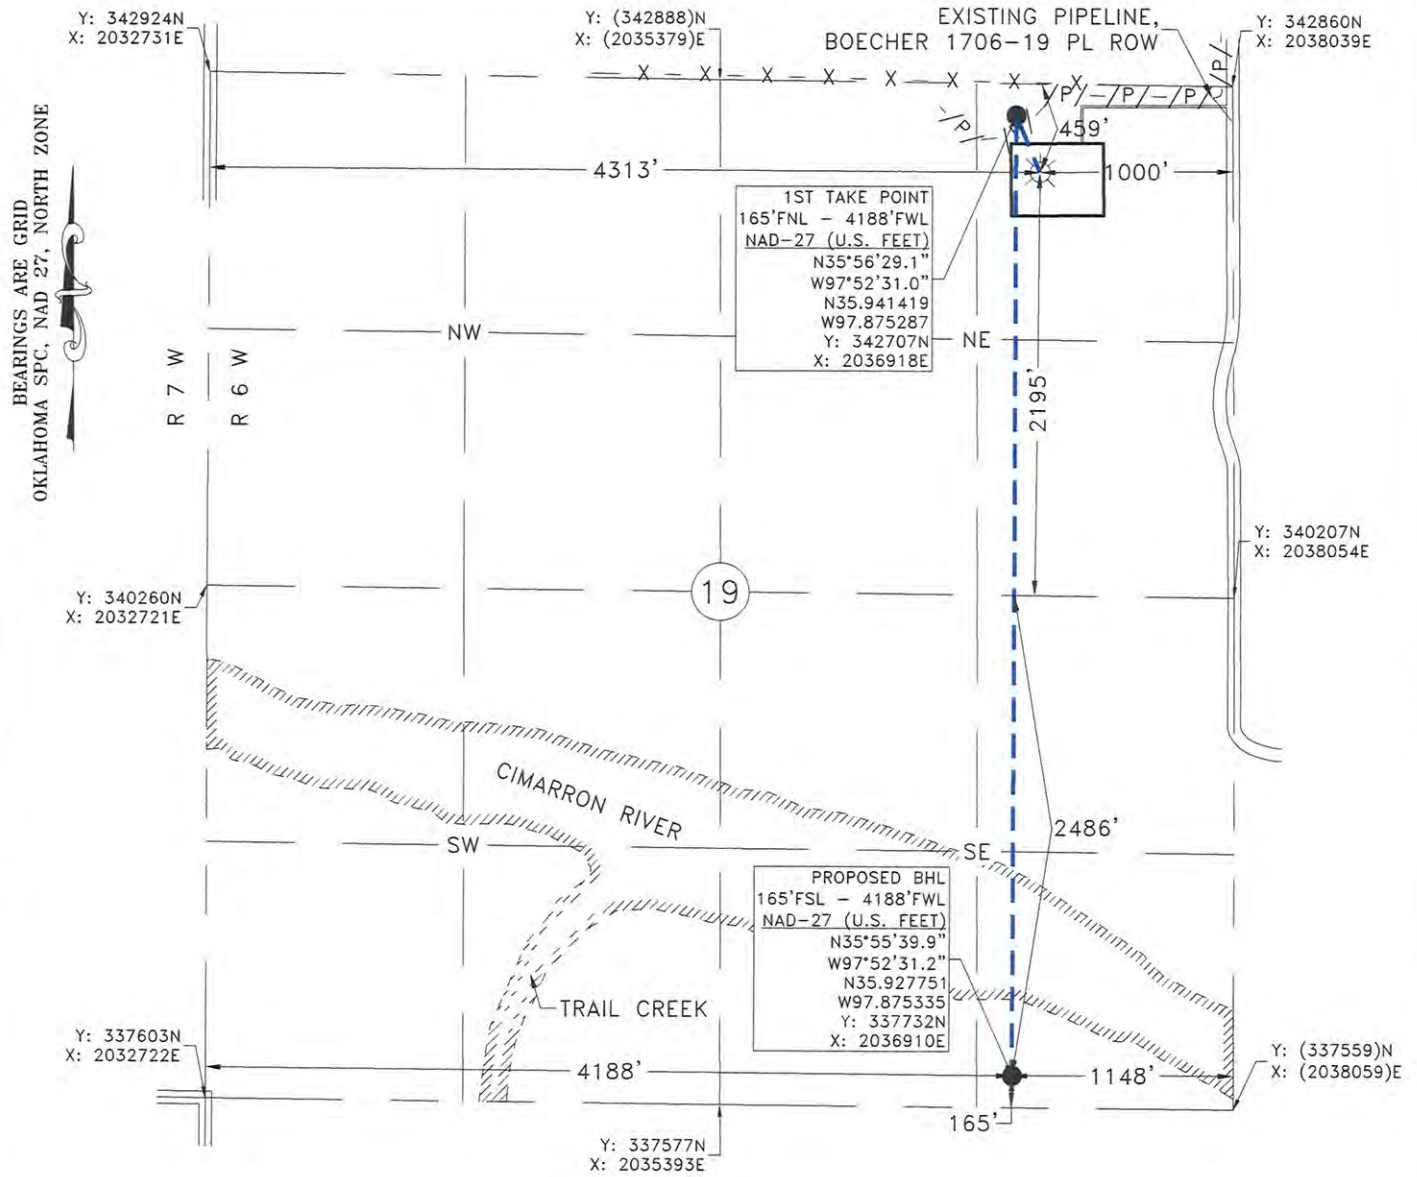 Y: 342924N
X: 2032731E
Y: (342888)N
X: (2035379)E
EXISTING PIPELINE,
BOECHER 1706-19 PL ROW
Y: 342860N
X: 2038039E
X X X X X X X X
/P/-/P/-/P/
/P/
/P/
459'
4313'
1000'
BEARINGS ARE GRID
OKLAHOMA SPC, NAD 27, NORTH ZONE
1ST TAKE POINT
165'FNL - 4188'FWL
NAD-27 (U.S. FEET)
N35°56'29.1"
W97°52'31.0"
N35.941419
W97.875287
Y: 342707N
X: 2036918E
NW
NE
R 7 W
R 6 W
2195'
Y: 340207N
X: 2038054E
Y: 340260N
X: 2032721E
19
CIMARRON RIVER
2486'
SW
SE
PROPOSED BHL
165'FSL - 4188'FWL
NAD-27 (U.S. FEET)
N35°55'39.9"
W97°52'31.2"
N35.927751
W97.875335
Y: 337732N
X: 2036910E
TRAIL CREEK
Y: 337603N
X: 2032722E
4188'
1148'
Y: (337559)N
X: (2038059)E
165'
Y: 337577N
X: 2035393E